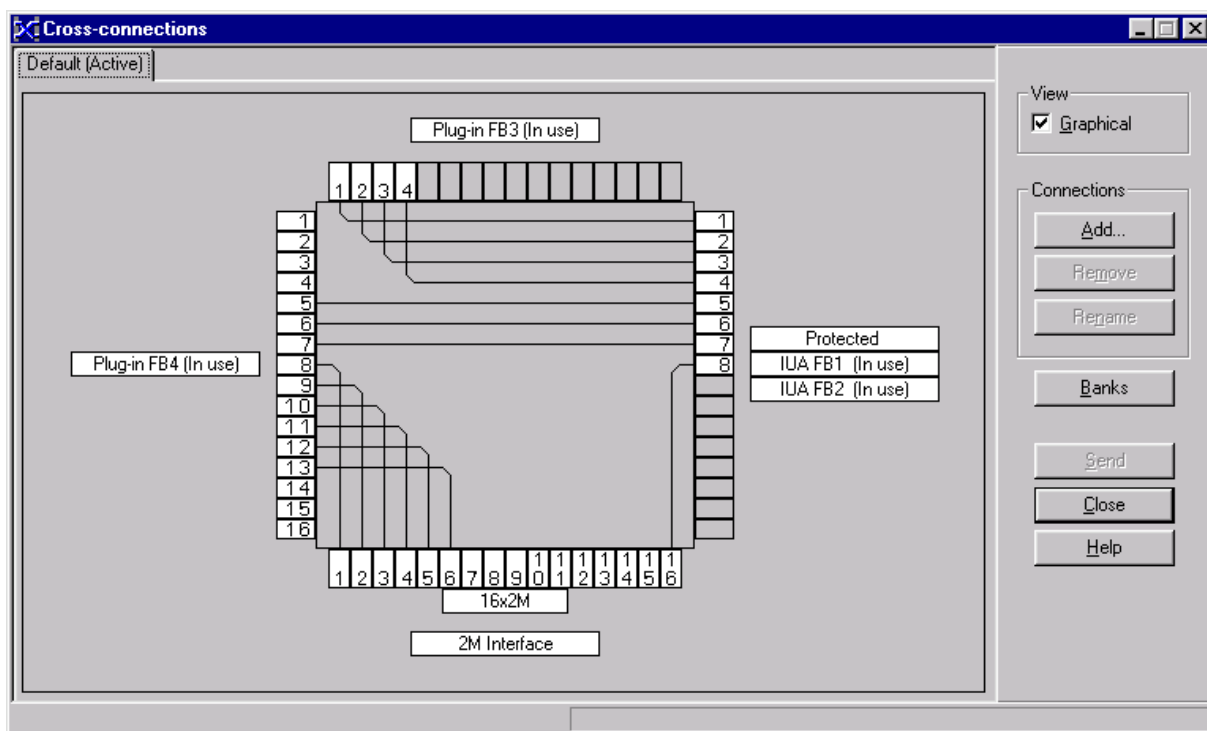 Cross-connections
Default (Active)
Plug-in FB3 (In use)
1 2 3 4
1
2
3
4
5
6
7
8
9
10
11
12
13
14
15
16
Plug-in FB4 (In use)
1
2
3
4
5
6
7
8
Protected
IUA FB1 (In use)
IUA FB2 (In use)
1 2 3 4 5 6 7 8 9 10 11 12 13 14 15 16
16x2M
2M Interface
View
Graphical
Connections
Add...
Remove
Rename
Banks
Send
Close
Help